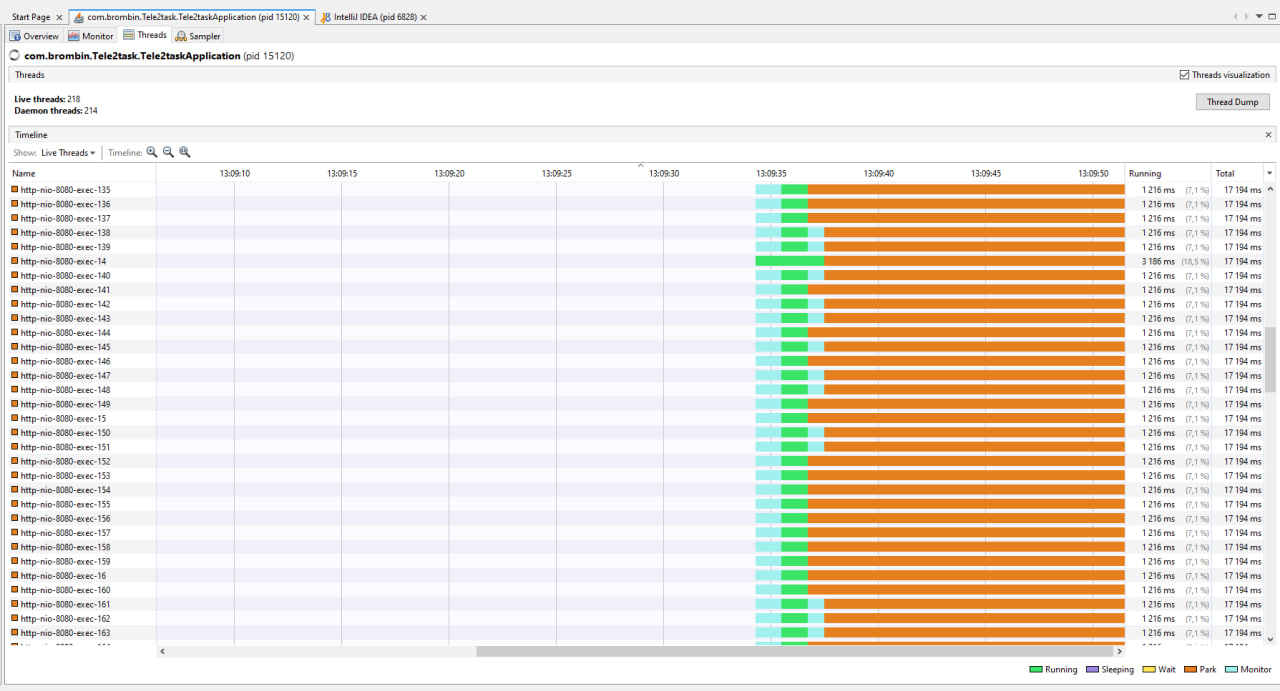 Start Page × com.brombin.Tele2task.Tele2taskApplication (pid 15120) × IntelliJ IDEA (pid 6828) ×
Overview Monitor Threads Sampler
com.brombin.Tele2task.Tele2taskApplication (pid 15120)
Threads Threads visualization
Live threads: 218
Daemon threads: 214
Thread Dump
Timeline ×
Show: Live Threads Timeline:
Name 13:09:10 13:09:15 13:09:20 13:09:25 13:09:30 13:09:35 13:09:40 13:09:45 13:09:50 Running Total
http-nio-8080-exec-135 1 216 ms (7,1 %) 17 194 ms
http-nio-8080-exec-136 1 216 ms (7,1 %) 17 194 ms
http-nio-8080-exec-137 1 216 ms (7,1 %) 17 194 ms
http-nio-8080-exec-138 1 216 ms (7,1 %) 17 194 ms
http-nio-8080-exec-139 1 216 ms (7,1 %) 17 194 ms
http-nio-8080-exec-14 3 186 ms (18,5 %) 17 194 ms
http-nio-8080-exec-140 1 216 ms (7,1 %) 17 194 ms
http-nio-8080-exec-141 1 216 ms (7,1 %) 17 194 ms
http-nio-8080-exec-142 1 216 ms (7,1 %) 17 194 ms
http-nio-8080-exec-143 1 216 ms (7,1 %) 17 194 ms
http-nio-8080-exec-144 1 216 ms (7,1 %) 17 194 ms
http-nio-8080-exec-145 1 216 ms (7,1 %) 17 194 ms
http-nio-8080-exec-146 1 216 ms (7,1 %) 17 194 ms
http-nio-8080-exec-147 1 216 ms (7,1 %) 17 194 ms
http-nio-8080-exec-148 1 216 ms (7,1 %) 17 194 ms
http-nio-8080-exec-149 1 216 ms (7,1 %) 17 194 ms
http-nio-8080-exec-15 1 216 ms (7,1 %) 17 194 ms
http-nio-8080-exec-150 1 216 ms (7,1 %) 17 194 ms
http-nio-8080-exec-151 1 216 ms (7,1 %) 17 194 ms
http-nio-8080-exec-152 1 216 ms (7,1 %) 17 194 ms
http-nio-8080-exec-153 1 216 ms (7,1 %) 17 194 ms
http-nio-8080-exec-154 1 216 ms (7,1 %) 17 194 ms
http-nio-8080-exec-155 1 216 ms (7,1 %) 17 194 ms
http-nio-8080-exec-156 1 216 ms (7,1 %) 17 194 ms
http-nio-8080-exec-157 1 216 ms (7,1 %) 17 194 ms
http-nio-8080-exec-158 1 216 ms (7,1 %) 17 194 ms
http-nio-8080-exec-159 1 216 ms (7,1 %) 17 194 ms
http-nio-8080-exec-16 1 216 ms (7,1 %) 17 194 ms
http-nio-8080-exec-160 1 216 ms (7,1 %) 17 194 ms
http-nio-8080-exec-161 1 216 ms (7,1 %) 17 194 ms
http-nio-8080-exec-162 1 216 ms (7,1 %) 17 194 ms
http-nio-8080-exec-163 1 216 ms (7,1 %) 17 194 ms
Running Sleeping Wait Park Monitor